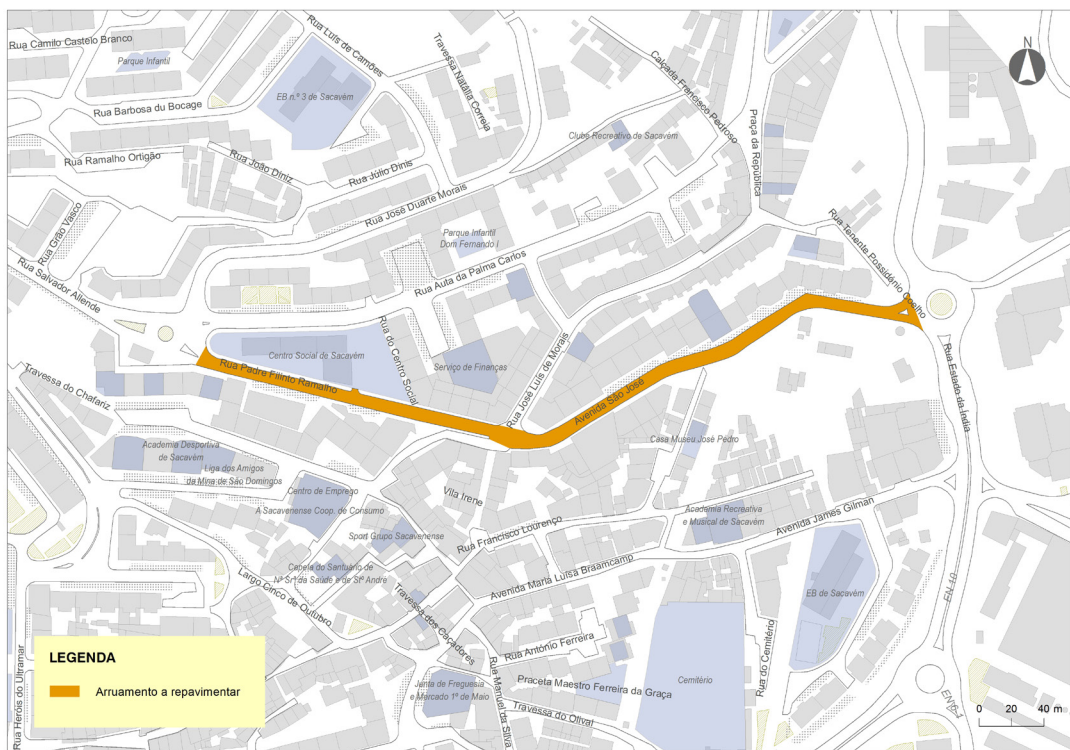 Rua Camilo Castelo Branco
Parque Infantil
Rua Luís de Camões
EB n.º 3 de Sacavém
Rua Barbosa du Bocage
Travessa Natália Correia
Calçada Francisco Pedroso
N
Rua Ramalho Ortigão
Rua João Diniz
Rua Júlio Dinis
Clube Recreativo de Sacavém
Praça da República
Rua Grão Vasco
Rua José Duarte Morais
Parque Infantil
Dom Fernando I
Rua Tenente Possidónio Coelho
Rua Salvador Allende
Rua Auta da Palma Carlos
Centro Social de Sacavém
Rua do Centro Social
Rua Padre Filinto Ramalho
Serviço de Finanças
Rua José Luís de Morais
Avenida São José
Rua Estado da Índia
Travessa do Chafariz
Academia Desportiva
de Sacavém
Liga dos Amigos
da Mina de São Domingos
Casa Museu José Pedro
Centro de Emprego
Vila Irene
A Sacavenense Coop. de Consumo
Academia Recreativa
e Musical de Sacavém
Avenida James Gilman
Sport Grupo Sacavenense
Rua Francisco Lourenço
Capela do Santuário de
Nª Srª da Saúde e de Stº André
Avenida Maria Luísa Braamcamp
Largo Cinco de Outubro
Travessa dos Caçadores
EB de Sacavém
EN 10
Rua António Ferreira
Rua do Cemitério
Rua Heróis do Ultramar
Junta de Freguesia
e Mercado 1º de Maio
Rua Manuel da Silva
Praceta Maestro Ferreira da Graça
Cemitério
Travessa do Olival
LEGENDA
Arruamento a repavimentar
0 20 40 m